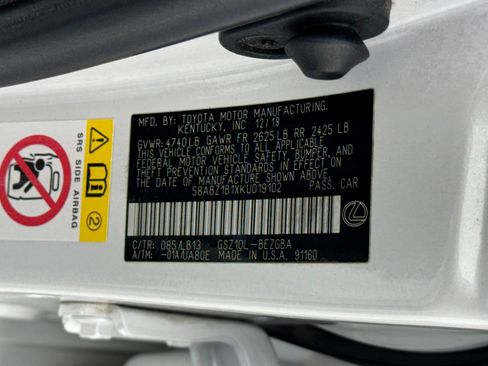 MFD. BY: TOYOTA MOTOR MANUFACTURING.
KENTUCKY, INC 12/18
GVWR: 4740LB GAWR FR 2625LB RR 2425 LB
THIS VEHICLE CONFORMS TO ALL APPLICABLE
FEDERAL MOTOR VEHICLE SAFETY, BUMPER, AND
THEFT PREVENTION STANDARDS IN EFFECT ON
THE DATE OF MANUFACTURE SHOWN ABOVE.
58ABZ1B1XKU019102 PASS. CAR
C/TR: 085/LB13 GSZ10L-BEZGBA
A/TM: -01A/UA80E MADE IN U.S.A. 91160
SRS SIDE AIRBAG
2